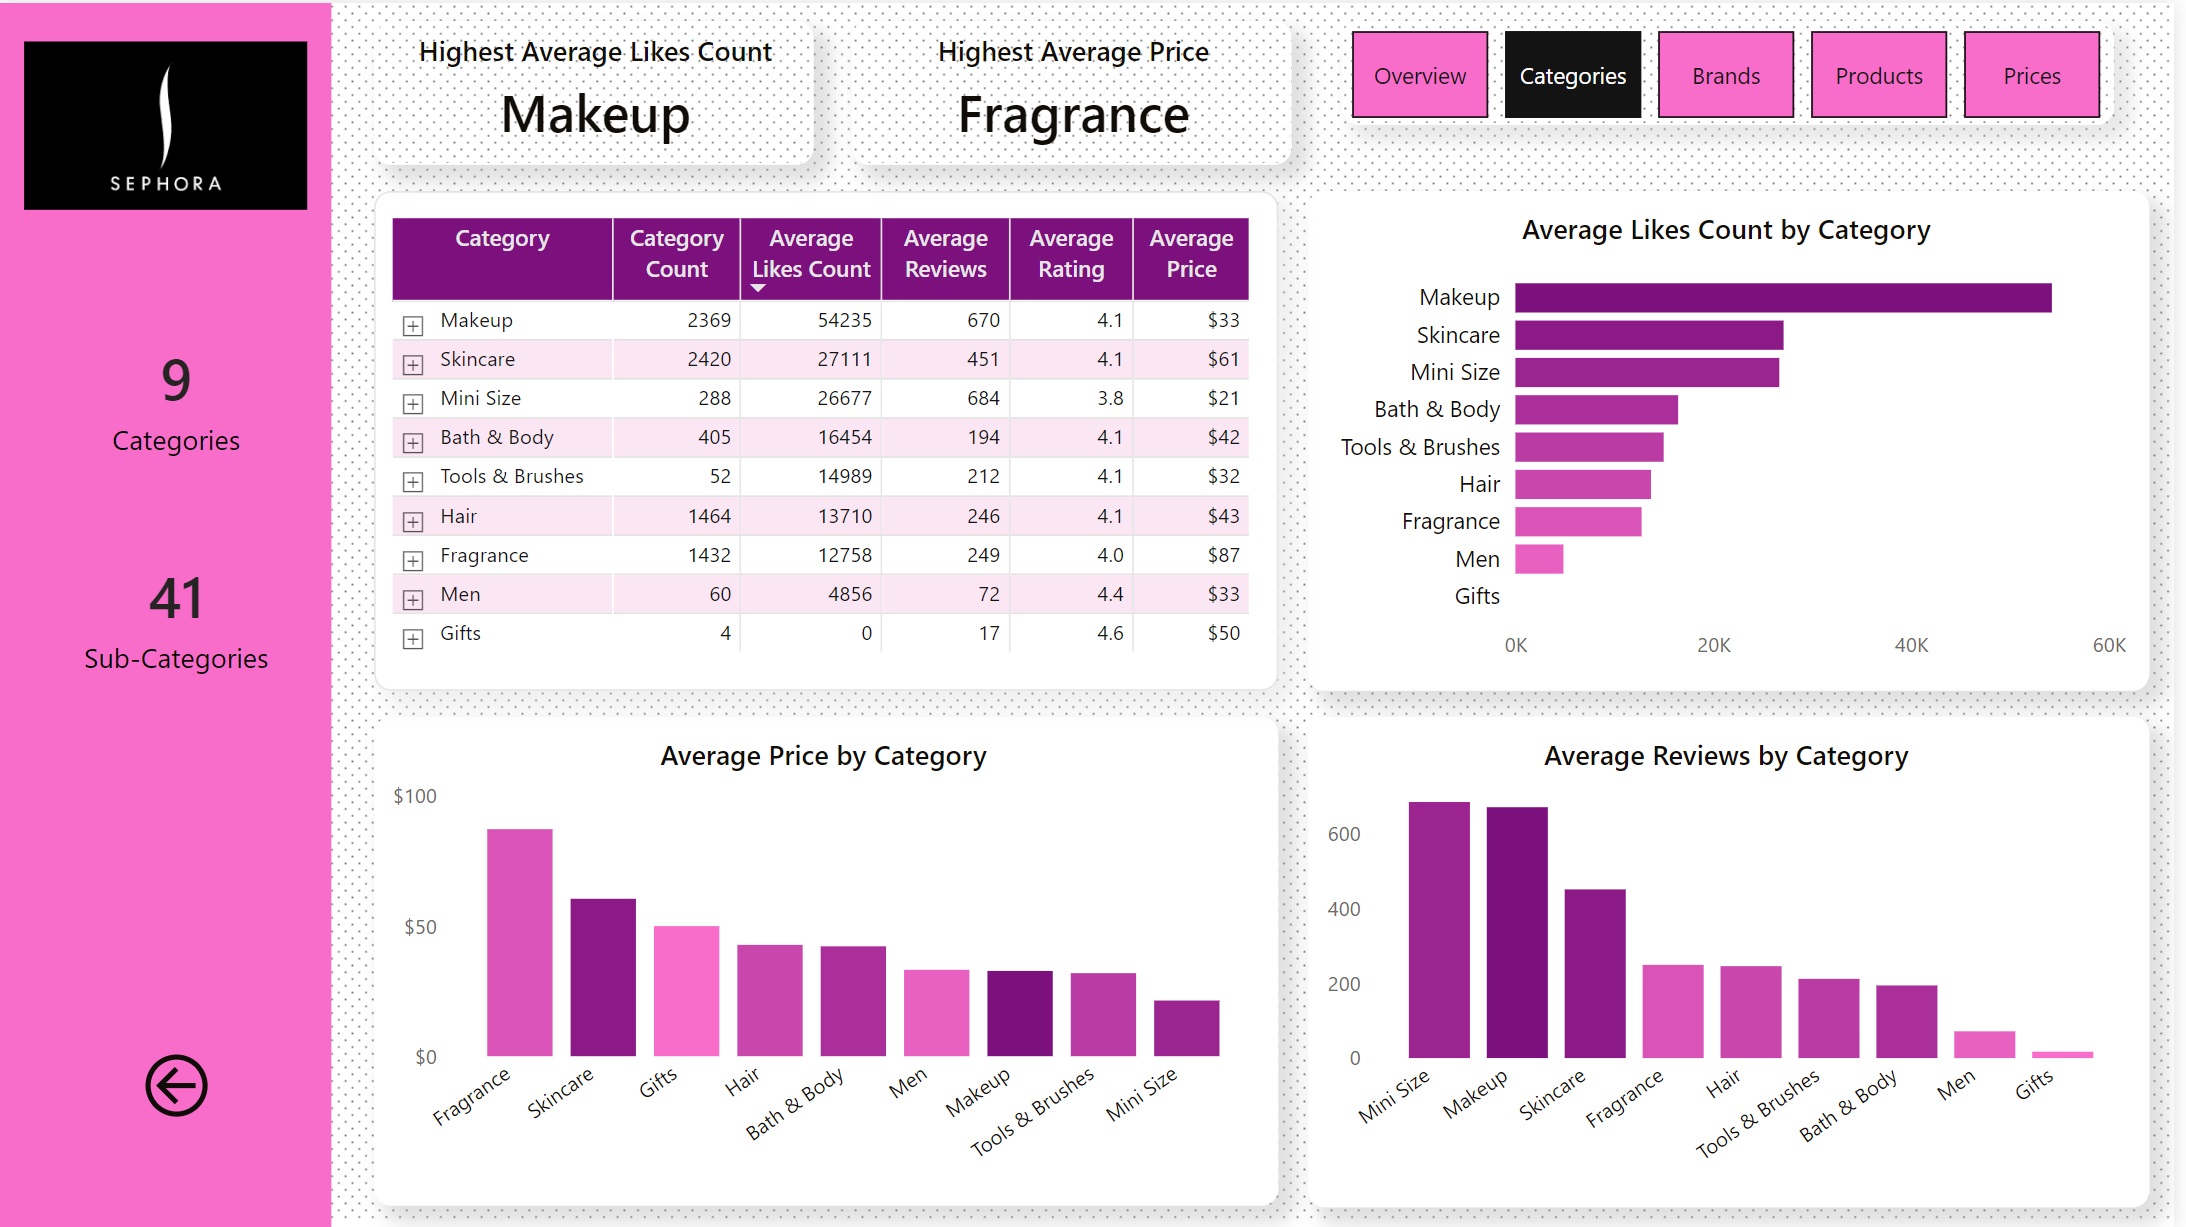 SEPHORA
9
Categories
41
Sub-Categories
Highest Average Likes Count
Makeup
Highest Average Price
Fragrance
Overview
Categories
Brands
Products
Prices
Category Category Count Average Likes Count Average Reviews Average Rating Average Price
Makeup 2369 54235 670 4.1 $33
Skincare 2420 27111 451 4.1 $61
Mini Size 288 26677 684 3.8 $21
Bath & Body 405 16454 194 4.1 $42
Tools & Brushes 52 14989 212 4.1 $32
Hair 1464 13710 246 4.1 $43
Fragrance 1432 12758 249 4.0 $87
Men 60 4856 72 4.4 $33
Gifts 4 0 17 4.6 $50
Average Likes Count by Category
Makeup
Skincare
Mini Size
Bath & Body
Tools & Brushes
Hair
Fragrance
Men
Gifts
0K 20K 40K 60K
Average Price by Category
$100
$50
$0
Fragrance
Skincare
Gifts
Hair
Bath & Body
Men
Makeup
Tools & Brushes
Mini Size
Average Reviews by Category
600
400
200
0
Mini Size
Makeup
Skincare
Fragrance
Hair
Tools & Brushes
Bath & Body
Men
Gifts